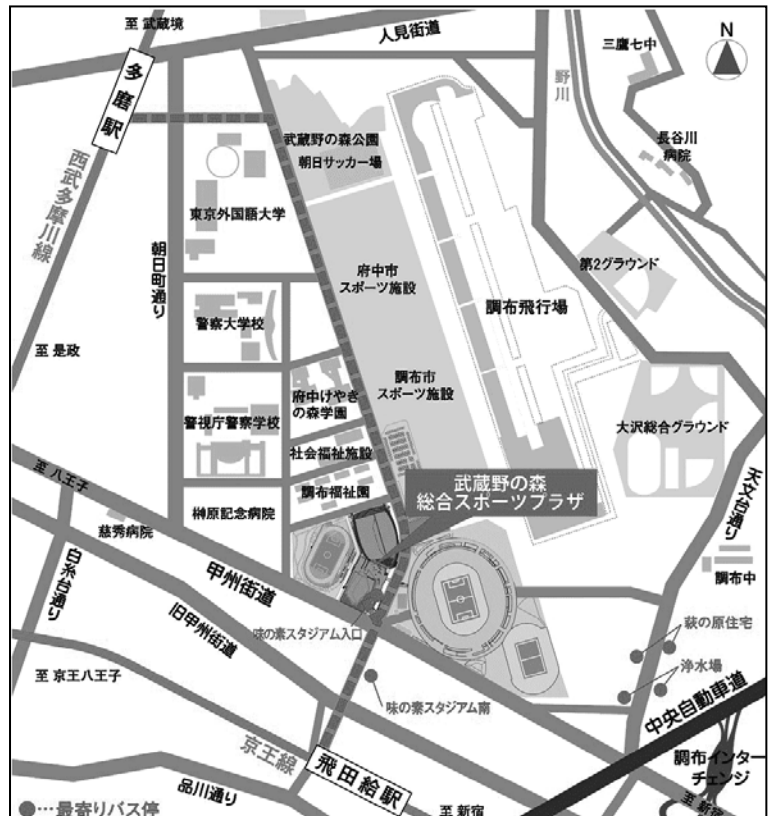 至 武蔵境
人見街道
三鷹七中
N
多磨駅
野川
武蔵野の森公園
朝日サッカー場
長谷川
病院
西武多摩川線
東京外国語大学
朝日町通り
府中市
スポーツ施設
第2グラウンド
調布飛行場
警察大学校
至 是政
調布市
スポーツ施設
府中けやき
の森学園
警視庁警察学校
大沢総合グラウンド
社会福祉施設
至 八王子
武蔵野の森
総合スポーツプラザ
調布福祉園
天文台通り
榊原記念病院
慈秀病院
甲州街道
調布中
白糸台通り
旧甲州街道
味の素スタジアム入口
萩の原住宅
浄水場
至 京王八王子
味の素スタジアム南
中央自動車道
京王線
飛田給駅
調布インター
チェンジ
品川通り
●…最寄りバス停
至 新宿
至 新宿